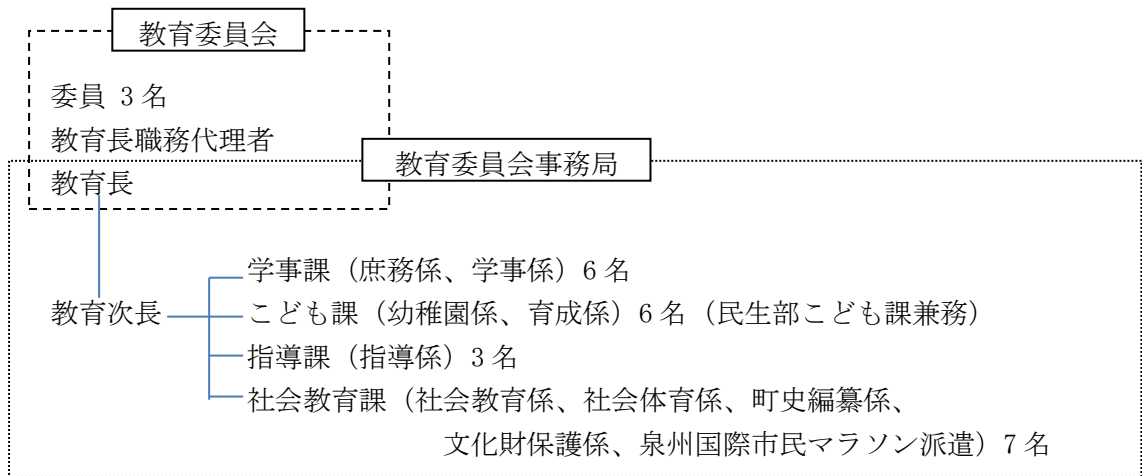 教育委員会
委員 3名
教育長職務代理者
教育委員会事務局
教育長
学事課（庶務係、学事係）6名
教育次長
こども課（幼稚園係、育成係）6名（民生部こども課兼務）
指導課（指導係）3名
社会教育課（社会教育係、社会体育係、町史編纂係、
文化財保護係、泉州国際市民マラソン派遣）7名